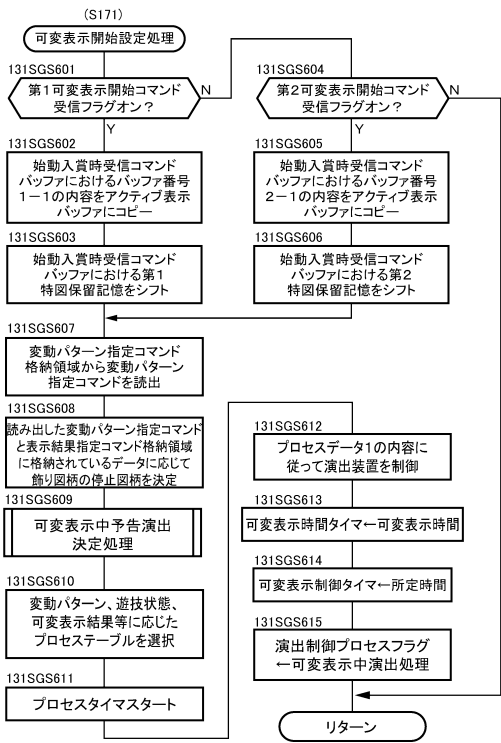 (S171)
可変表示開始設定処理
131SGS601
第1可変表示開始コマンド
受信フラグオン？
N
Y
131SGS602
始動入賞時受信コマンド
バッファにおけるバッファ番号
1－1の内容をアクティブ表示
バッファにコピー
131SGS603
始動入賞時受信コマンド
バッファにおける第1
特図保留記憶をシフト
131SGS604
第2可変表示開始コマンド
受信フラグオン？
N
Y
131SGS605
始動入賞時受信コマンド
バッファにおけるバッファ番号
2－1の内容をアクティブ表示
バッファにコピー
131SGS606
始動入賞時受信コマンド
バッファにおける第2
特図保留記憶をシフト
131SGS607
変動パターン指定コマンド
格納領域から変動パターン
指定コマンドを読出
131SGS608
読み出した変動パターン指定コマンド
と表示結果指定コマンド格納領域
に格納されているデータに応じて
飾り図柄の停止図柄を決定
131SGS609
可変表示中予告演出
決定処理
131SGS610
変動パターン、遊技状態、
可変表示結果等に応じた
プロセステーブルを選択
131SGS611
プロセスタイマスタート
131SGS612
プロセスデータ1の内容に
従って演出装置を制御
131SGS613
可変表示時間タイマ←可変表示時間
131SGS614
可変表示制御タイマ←所定時間
131SGS615
演出制御プロセスフラグ
←可変表示中演出処理
リターン